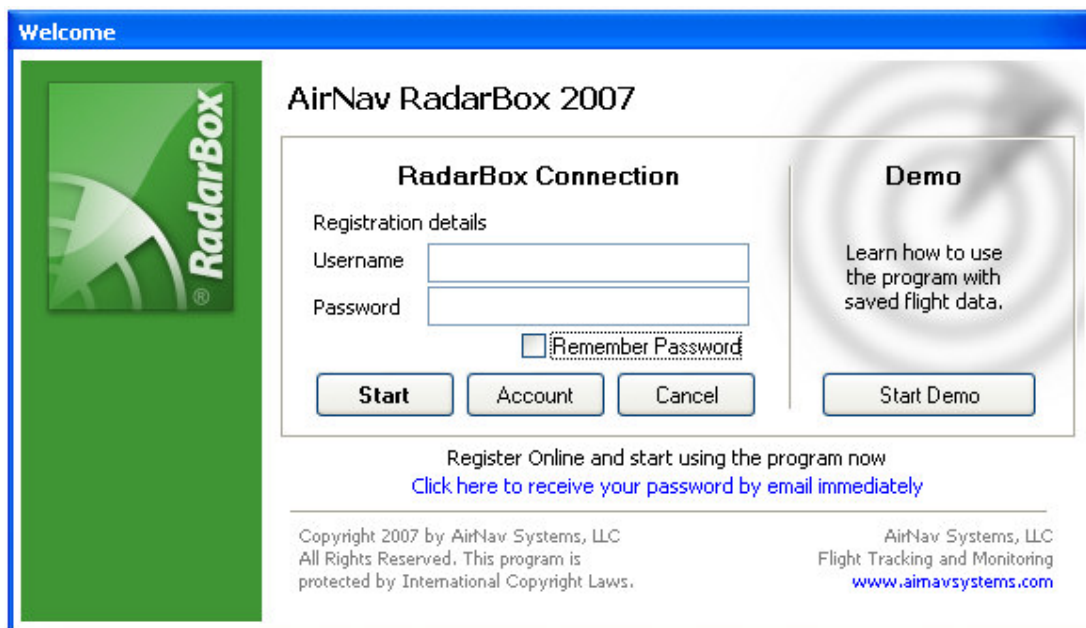 Welcome
RadarBox
®
AirNav RadarBox 2007
RadarBox Connection
Registration details
Username
Password
Remember Password
Start
Account
Cancel
Demo
Learn how to use
the program with
saved flight data.
Start Demo
Register Online and start using the program now
Click here to receive your password by email immediately
Copyright 2007 by AirNav Systems, LLC
All Rights Reserved. This program is
protected by International Copyright Laws.
AirNav Systems, LLC
Flight Tracking and Monitoring
www.airnavsystems.com